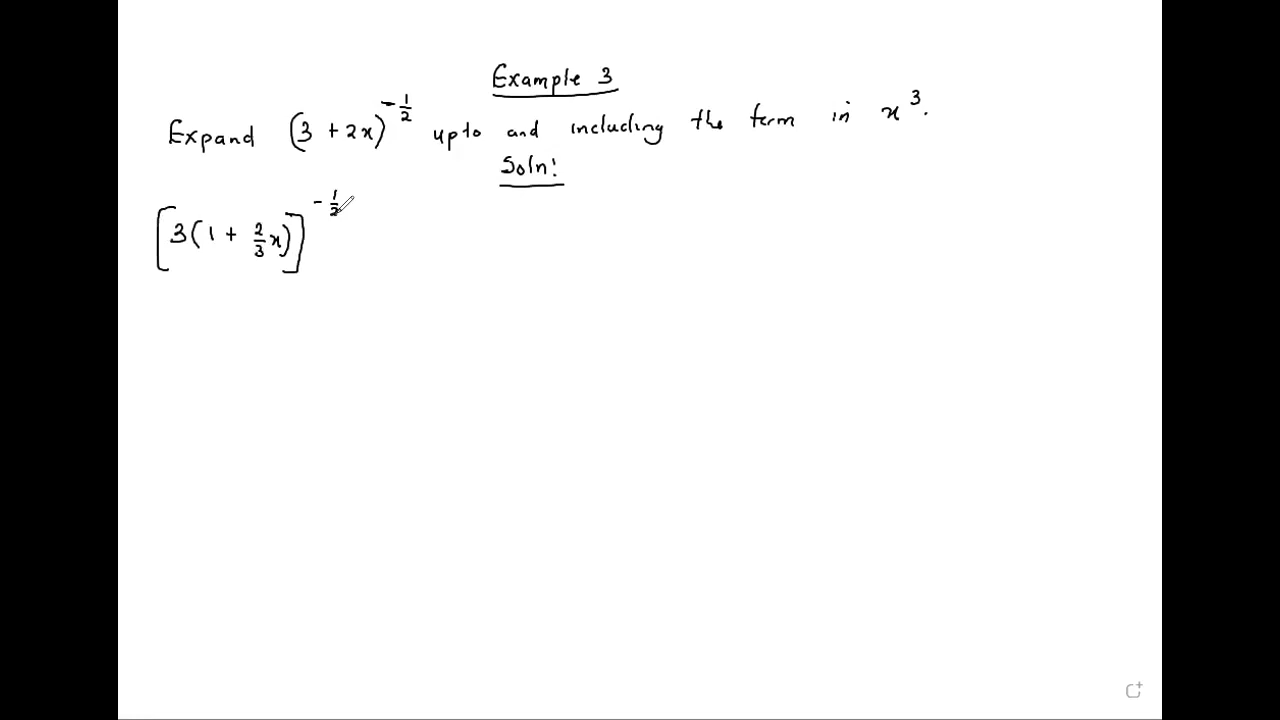 Example 3
Expand (3 + 2x)^{-1/2} upto and including the term in x^3.
Soln:
[3(1 + 2/3 x)]^{-1/2}